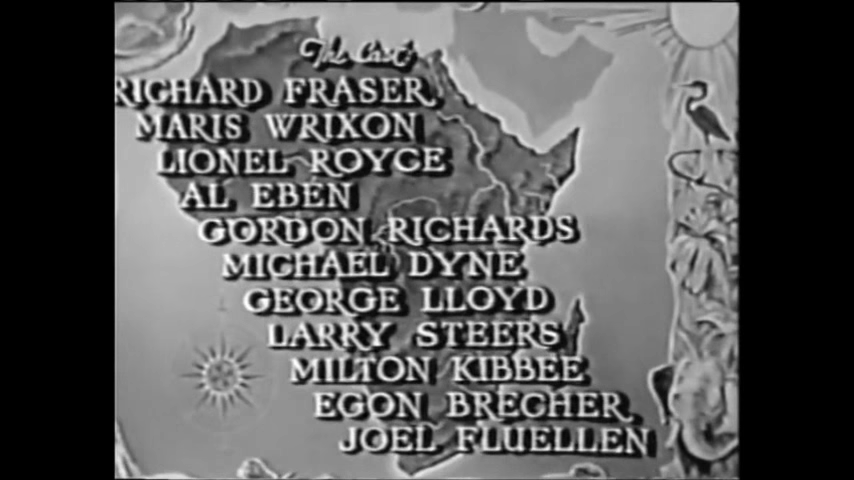 The Cast
RICHARD FRASER
MARIS WRIXON
LIONEL ROYCE
AL EBEN
GORDON RICHARDS
MICHAEL DYNE
GEORGE LLOYD
LARRY STEERS
MILTON KIBBEE
EGON BRECHER
JOEL FLUELLEN